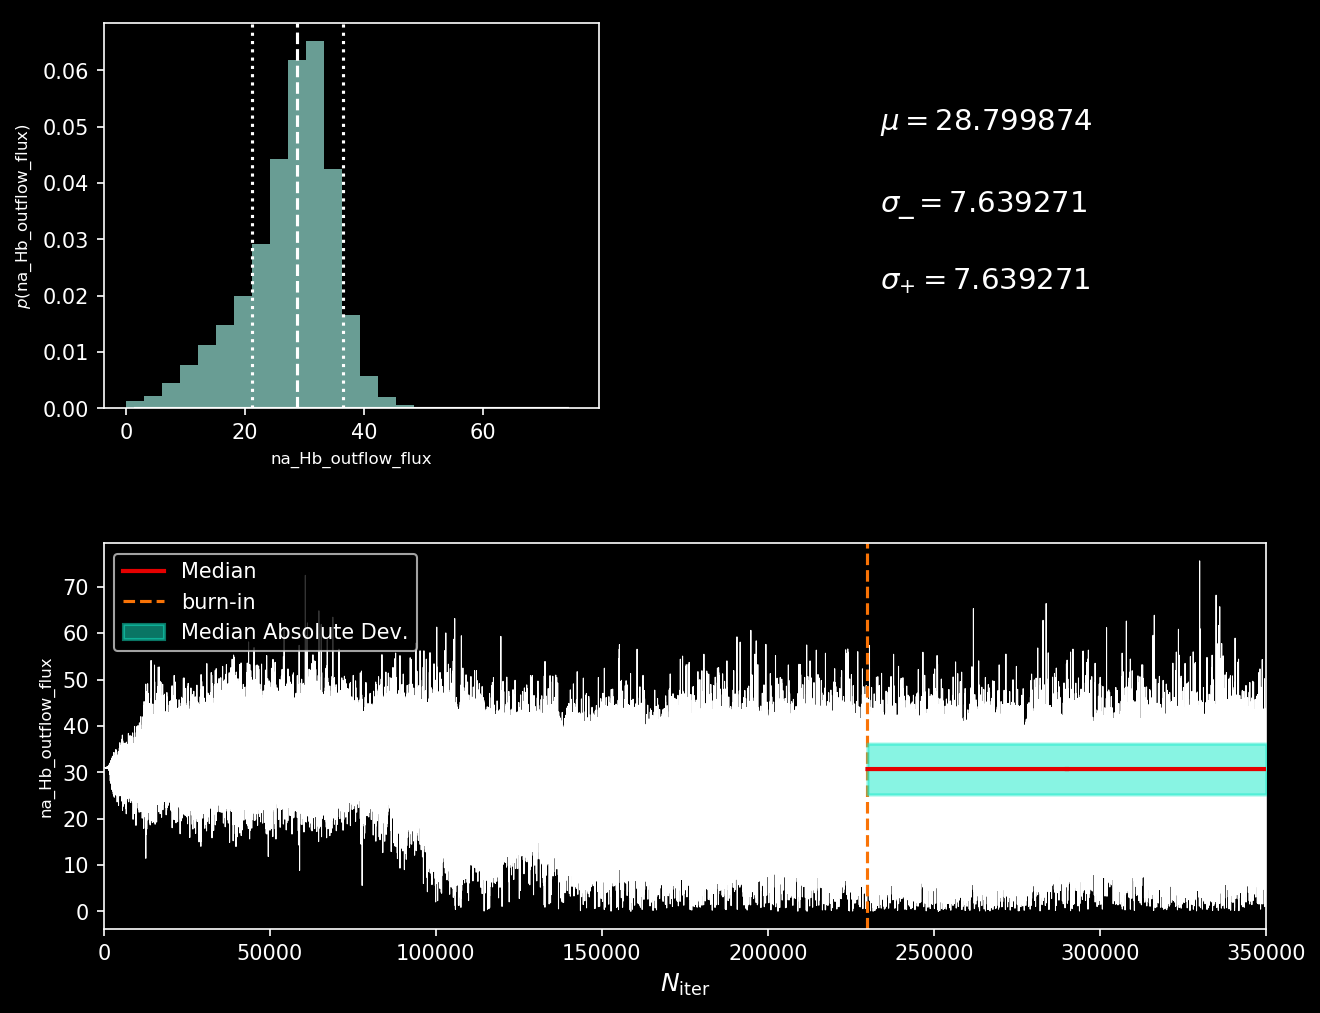 0.06
0.05
0.04
0.03
0.02
0.01
0.00
p(na_Hb_outflow_flux)
0 20 40 60
na_Hb_outflow_flux
μ = 28.799874
σ_ = 7.639271
σ+ = 7.639271
Median
burn-in
Median Absolute Dev.
70
60
50
40
30
20
10
0
na_Hb_outflow_flux
0 50000 100000 150000 200000 250000 300000 350000
Niter